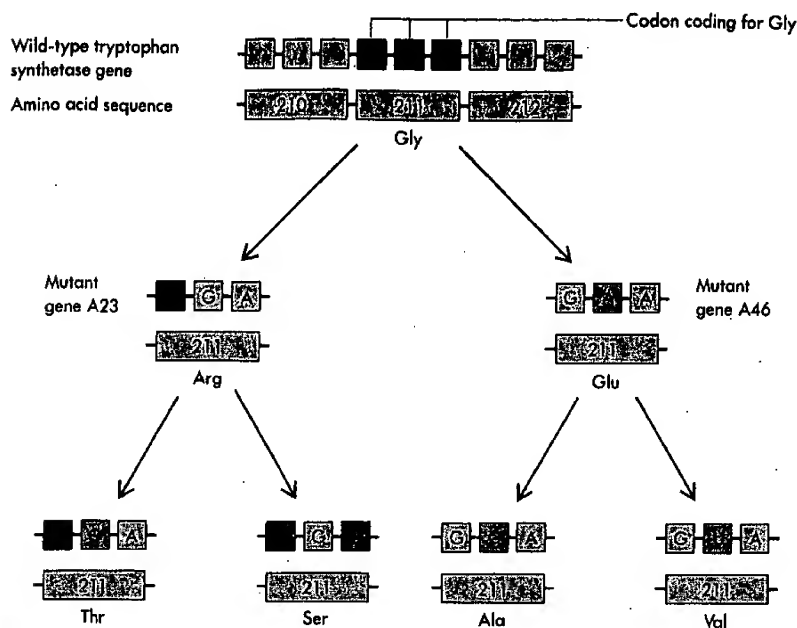 Codon coding for Gly
Wild-type tryptophan
synthetase gene
Amino acid sequence
210 211 212
Gly
Mutant
gene A23
G A
211
Arg
G A A
Mutant
gene A46
211
Glu
A
211
Thr
G
211
Ser
G A
211
Ala
G U A
211
Val